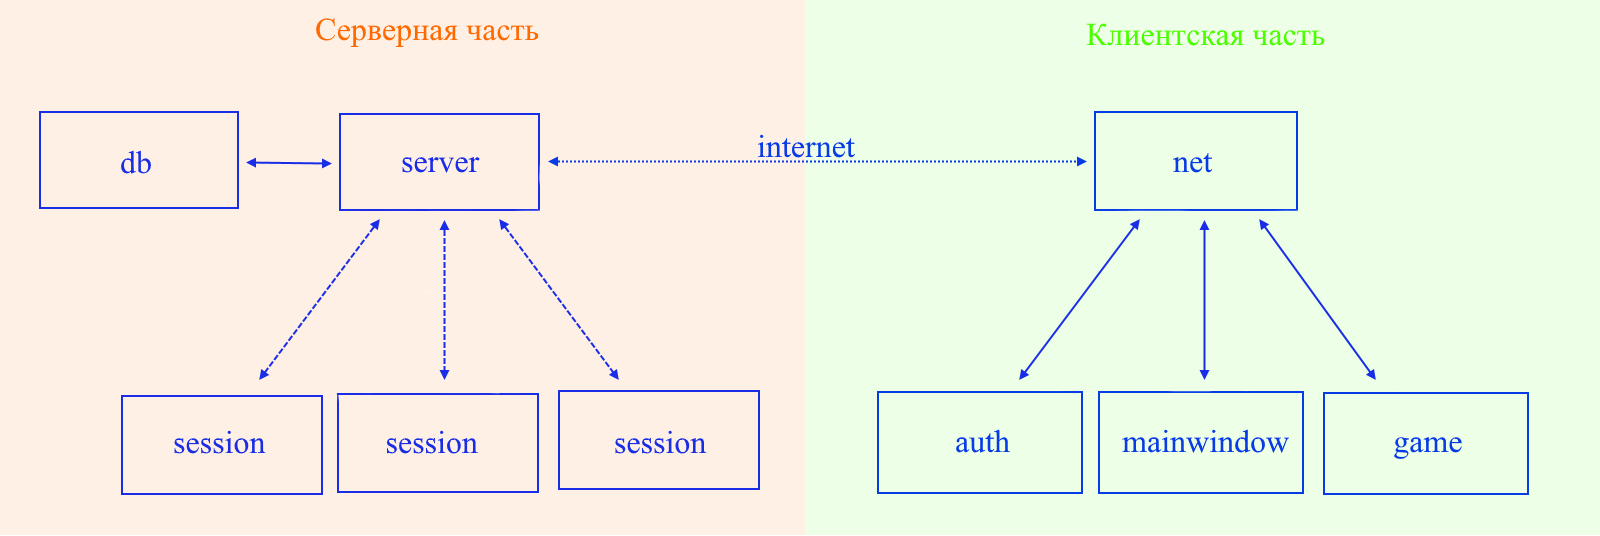 Серверная часть
Клиентская часть
internet
db
server
net
session
session
session
auth
mainwindow
game